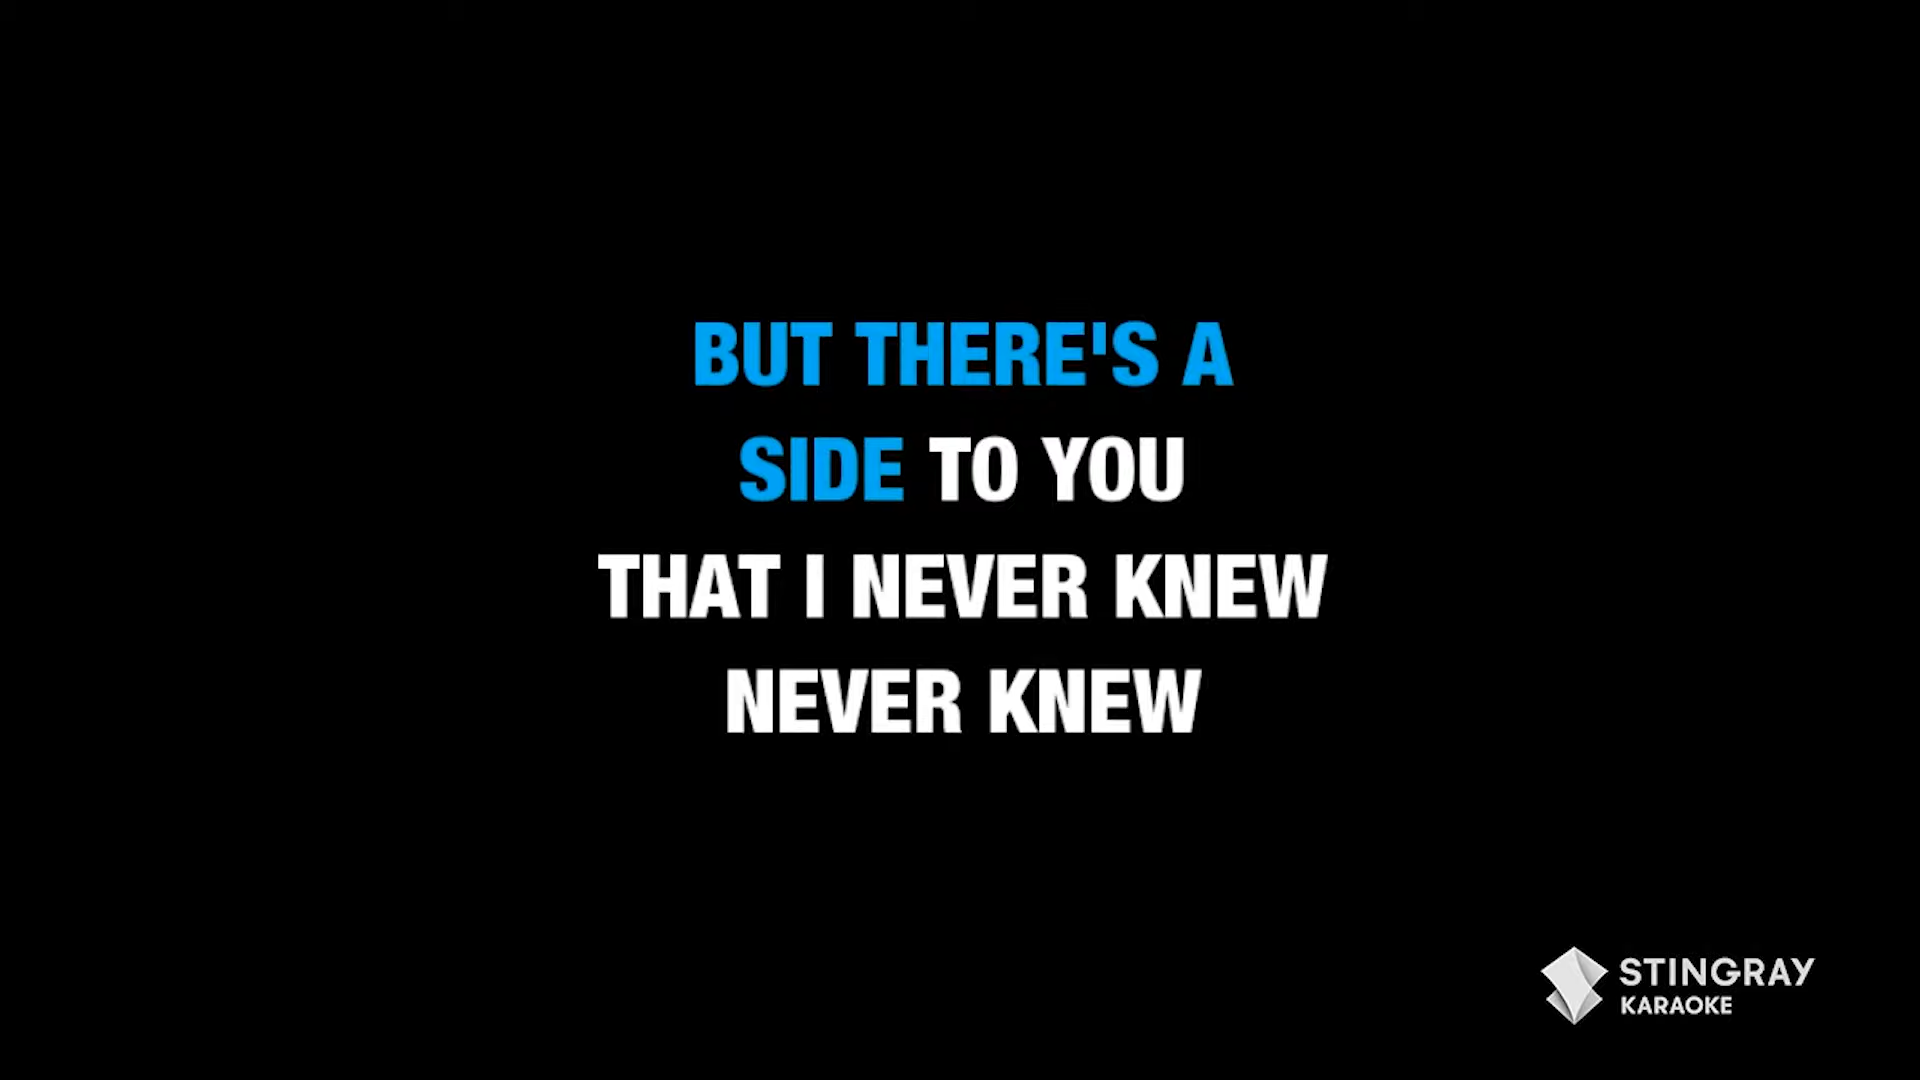 BUT THERE'S A
SIDE TO YOU
THAT I NEVER KNEW
NEVER KNEW
STINGRAY
KARAOKE